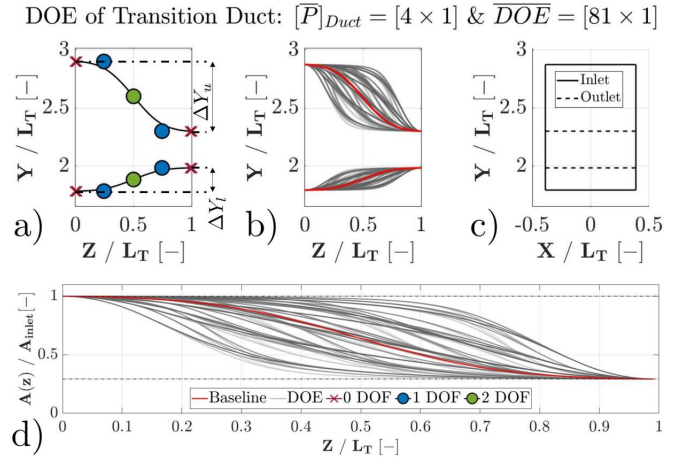 DOE of Transition Duct: [P̅]_Duct = [4 × 1] & D̅O̅E̅ = [81 × 1]
Y / L_T [−]
3
2.5
2
ΔY_u
ΔY_l
0 0.5 1
Z / L_T [−]
a)
Y / L_T [−]
3
2.5
2
0 0.5 1
Z / L_T [−]
b)
Y / L_T [−]
3
2.5
2
Inlet
Outlet
-0.5 0 0.5
X / L_T [−]
c)
A(z) / A_inlet [−]
1
0.5
0
Baseline DOE 0 DOF 1 DOF 2 DOF
0 0.1 0.2 0.3 0.4 0.5 0.6 0.7 0.8 0.9 1
Z / L_T [−]
d)